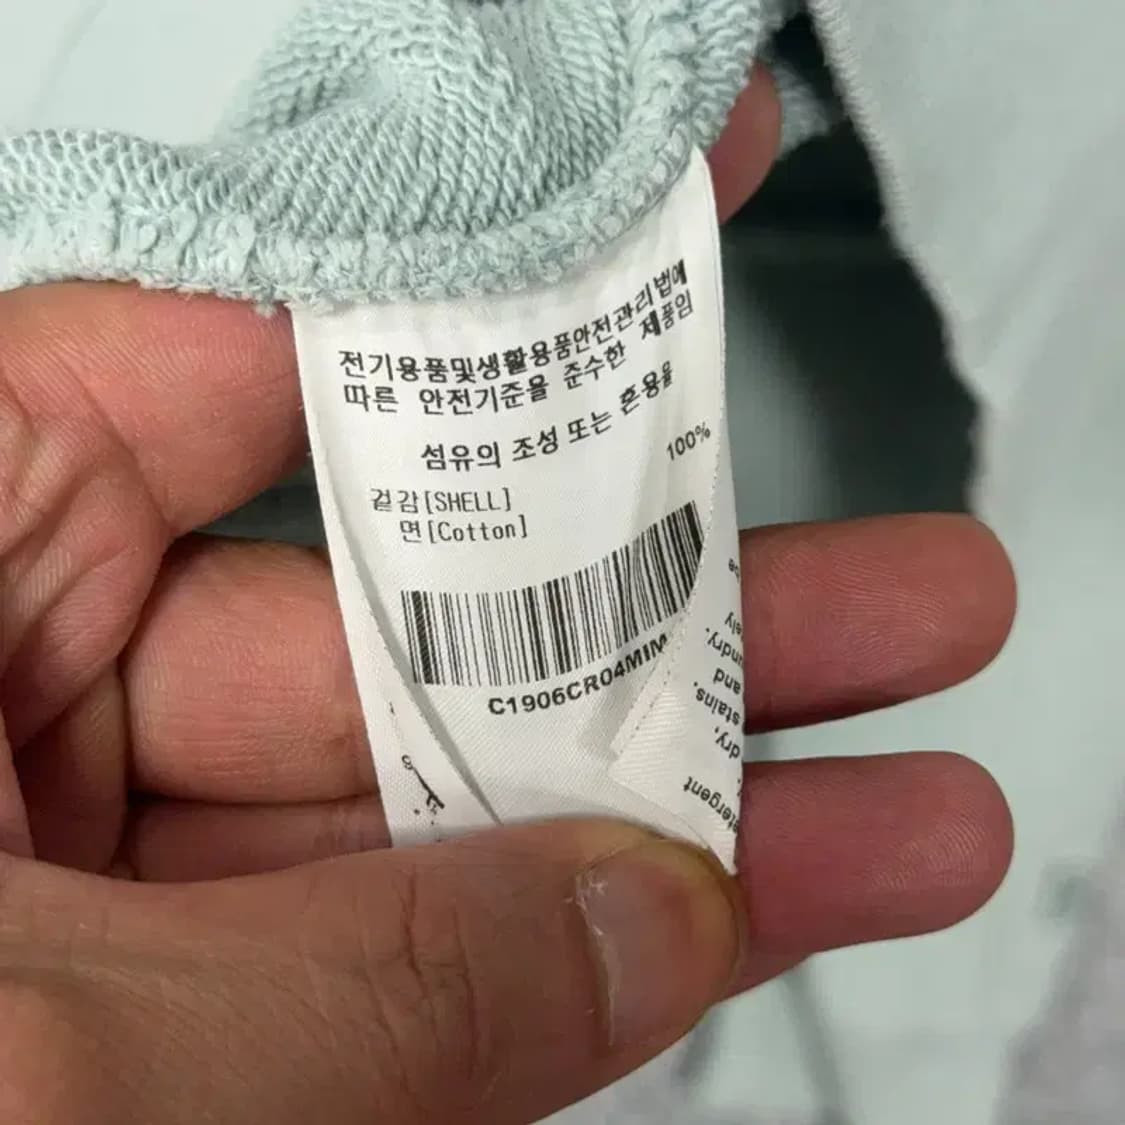 전기용품및생활용품안전관리법에
따른 안전기준을 준수한 제품임
섬유의 조성 또는 혼용율
겉감[SHELL]
면[Cotton] 100%
C1906CR04MIM
and
stains.